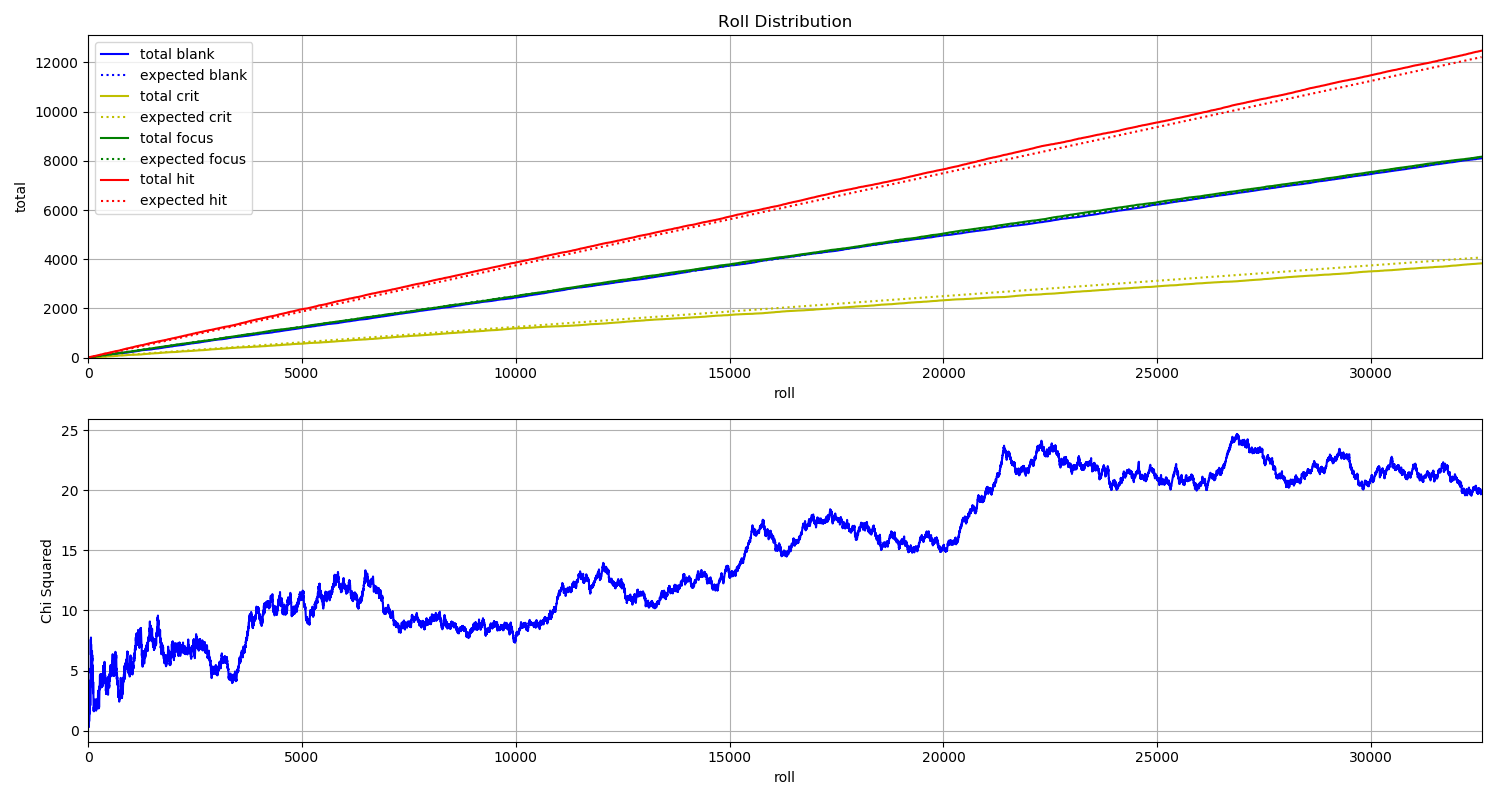 Roll Distribution
total blank
expected blank
total crit
expected crit
total focus
expected focus
total hit
expected hit
12000
10000
8000
6000
4000
2000
0
total
0 5000 10000 15000 20000 25000 30000
roll
25
20
15
10
5
0
Chi Squared
0 5000 10000 15000 20000 25000 30000
roll